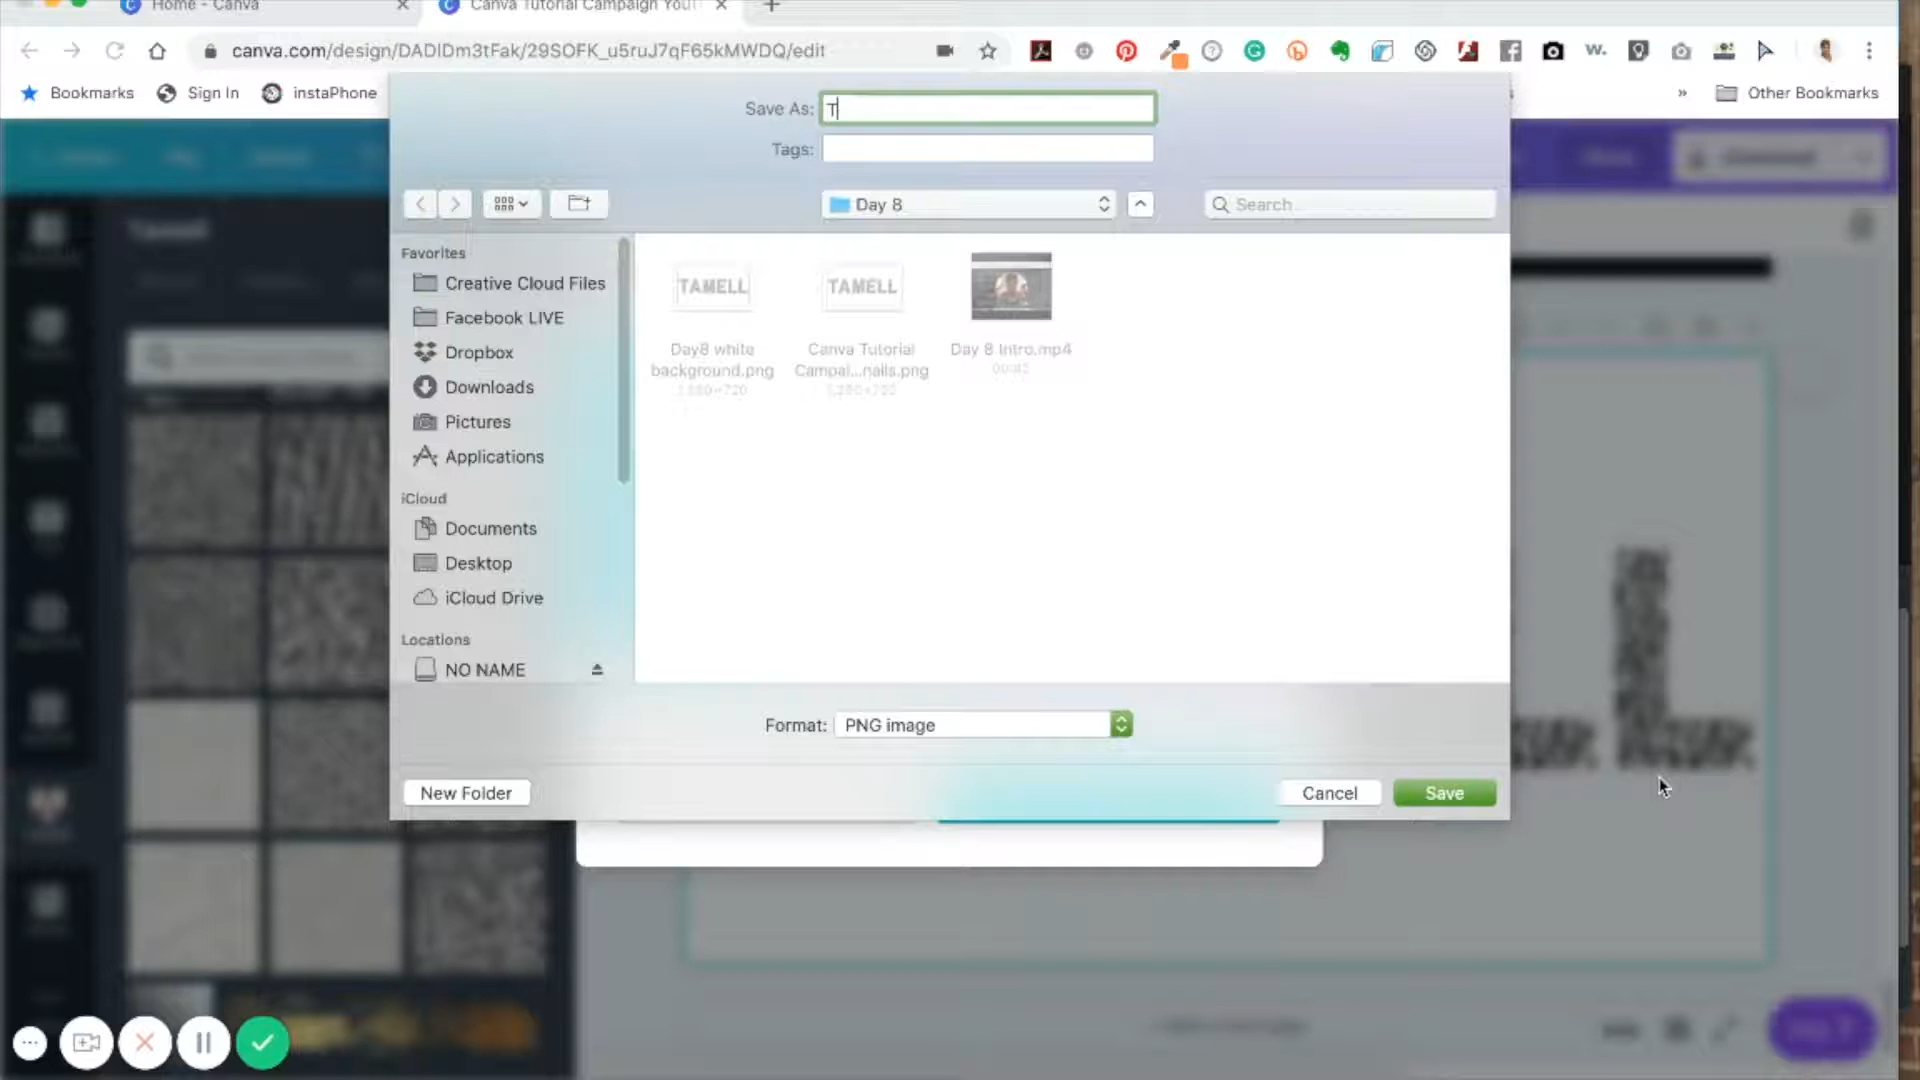 Home - Canva
Canva Tutorial Campaign YouT
canva.com/design/DADlDm3tFak/29SOFK_u5ruJ7qF65kMWDQ/edit
Bookmarks
Sign In
instaPhone
Other Bookmarks
Save As: T
Tags:
Day 8
Search
Favorites
Creative Cloud Files
Facebook LIVE
Dropbox
Downloads
Pictures
Applications
iCloud
Documents
Desktop
iCloud Drive
Locations
NO NAME
TAMELL
TAMELL
Day8 white
background.png
Canva Tutorial
Campai...nails.png
Day 8 Intro.mp4
Format: PNG image
New Folder
Cancel
Save